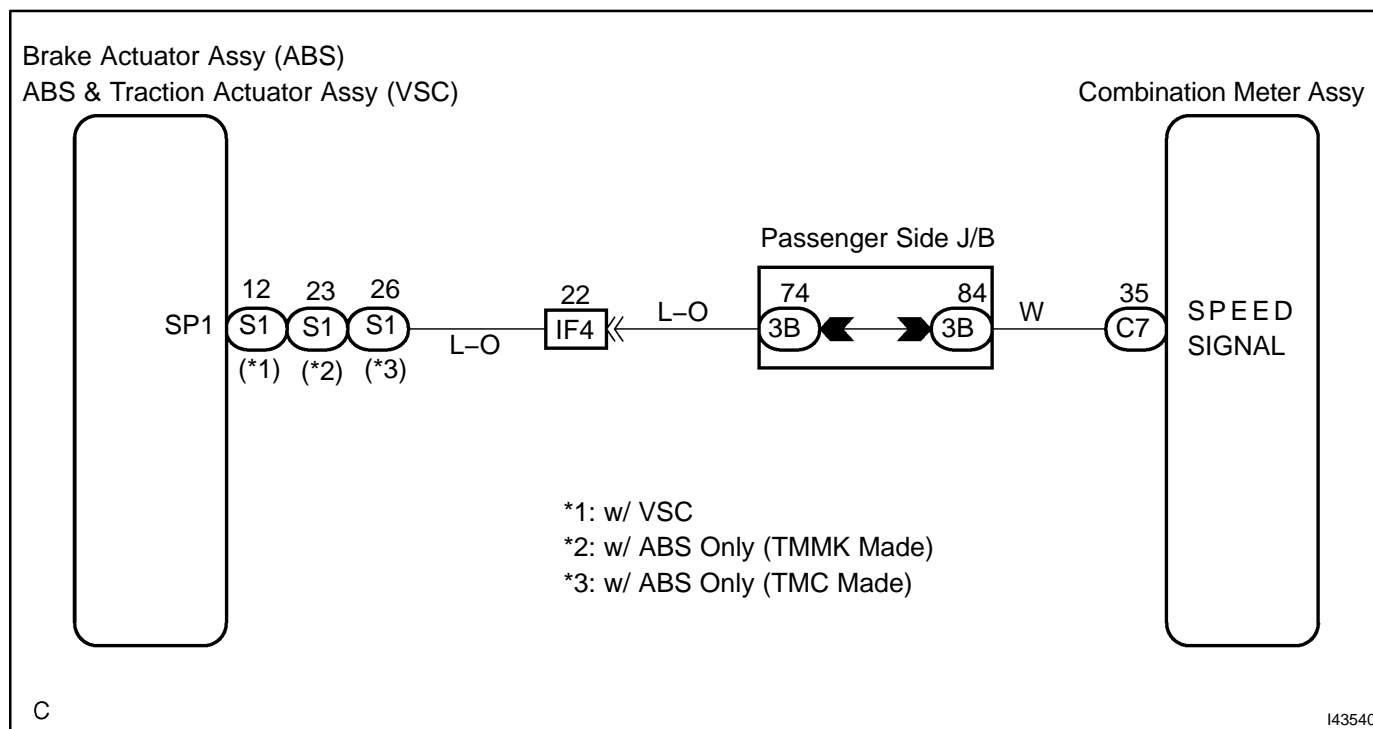 Brake Actuator Assy (ABS)
ABS & Traction Actuator Assy (VSC)
Combination Meter Assy
Passenger Side J/B
12 23 26
22
74 84
35
SP1 S1 S1 S1
IF4
L–O
3B 3B
W
C7
SPEED
SIGNAL
L–O
(*1) (*2) (*3)
*1: w/ VSC
*2: w/ ABS Only (TMMK Made)
*3: w/ ABS Only (TMC Made)
C
I43540